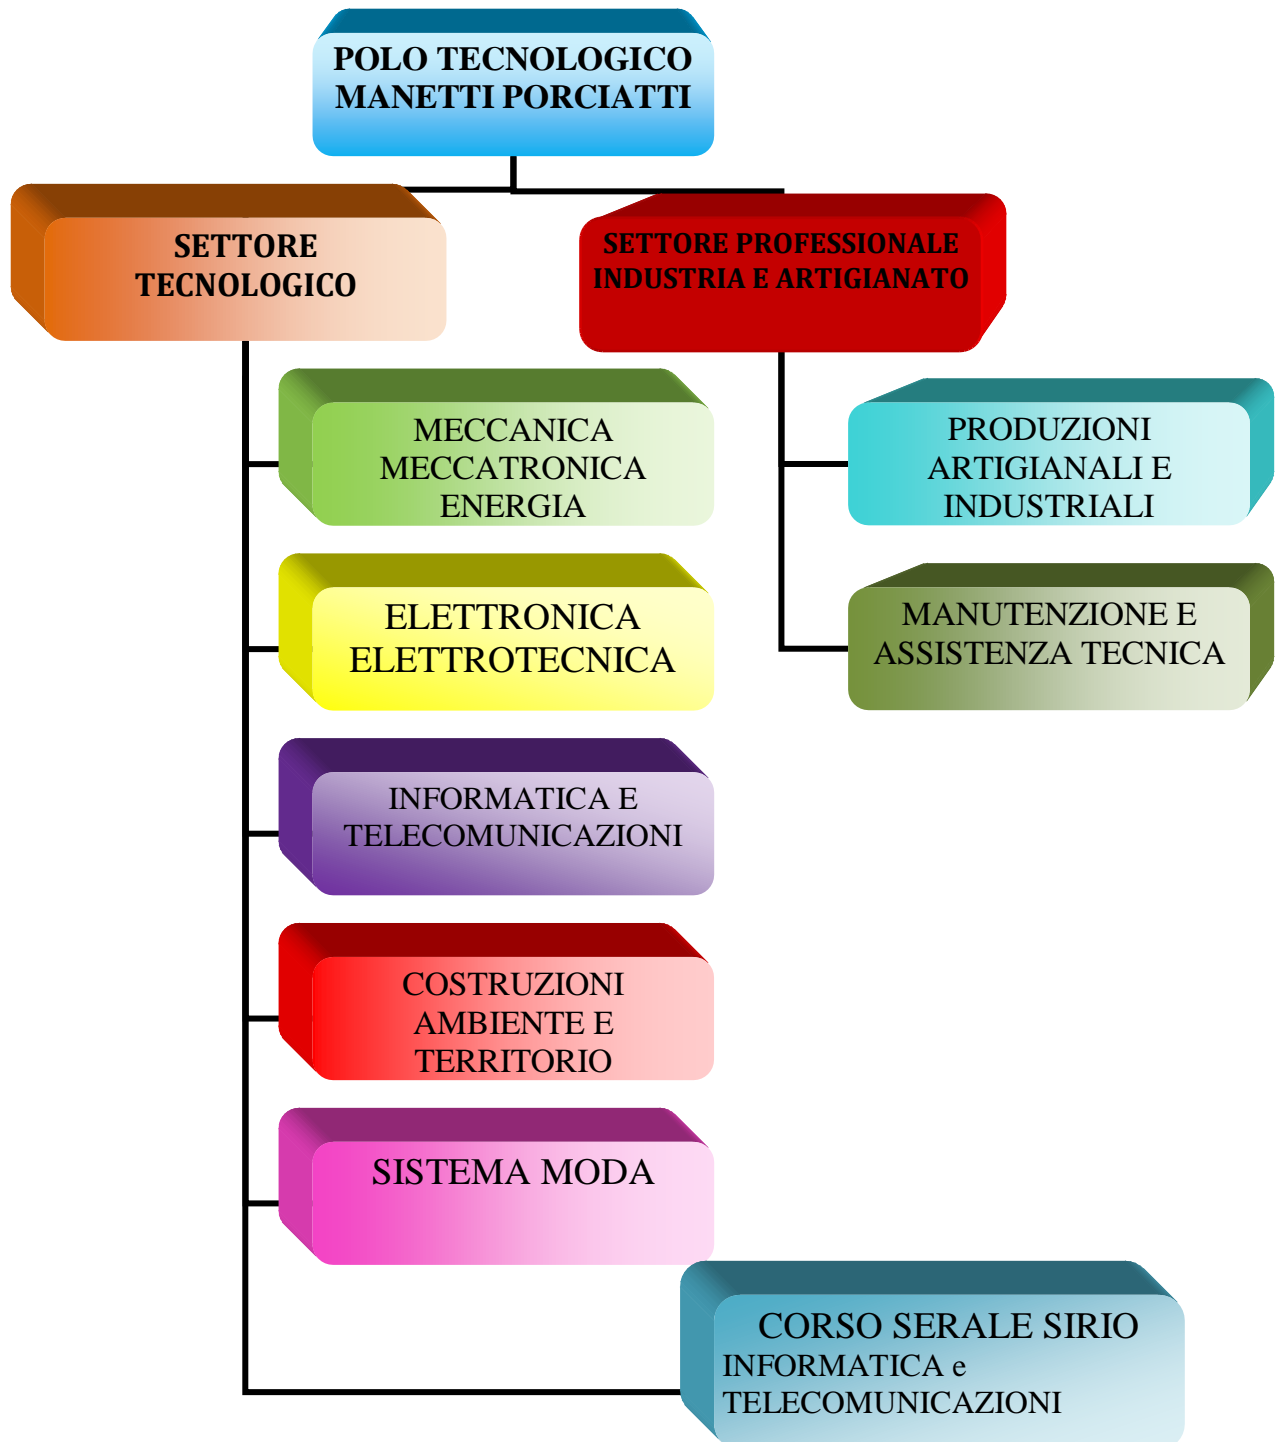 POLO TECNOLOGICO
MANETTI PORCIATTI
SETTORE
TECNOLOGICO
SETTORE PROFESSIONALE
INDUSTRIA E ARTIGIANATO
MECCANICA
MECCATRONICA
ENERGIA
PRODUZIONI
ARTIGIANALI E
INDUSTRIALI
ELETTRONICA
ELETTROTECNICA
MANUTENZIONE E
ASSISTENZA TECNICA
INFORMATICA E
TELECOMUNICAZIONI
COSTRUZIONI
AMBIENTE E
TERRITORIO
SISTEMA MODA
CORSO SERALE SIRIO
INFORMATICA e
TELECOMUNICAZIONI